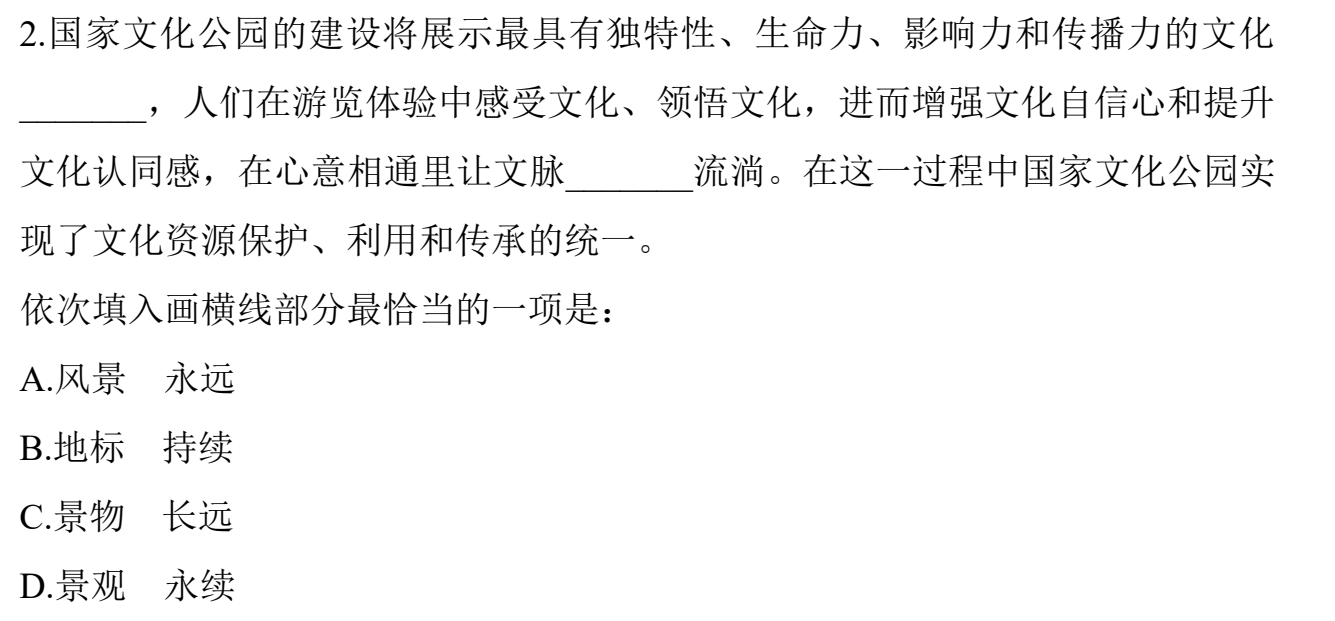 2.国家文化公园的建设将展示最具有独特性、生命力、影响力和传播力的文化
_______，人们在游览体验中感受文化、领悟文化，进而增强文化自信心和提升
文化认同感，在心意相通里让文脉_______流淌。在这一过程中国家文化公园实
现了文化资源保护、利用和传承的统一。
依次填入画横线部分最恰当的一项是：
A.风景　永远
B.地标　持续
C.景物　长远
D.景观　永续